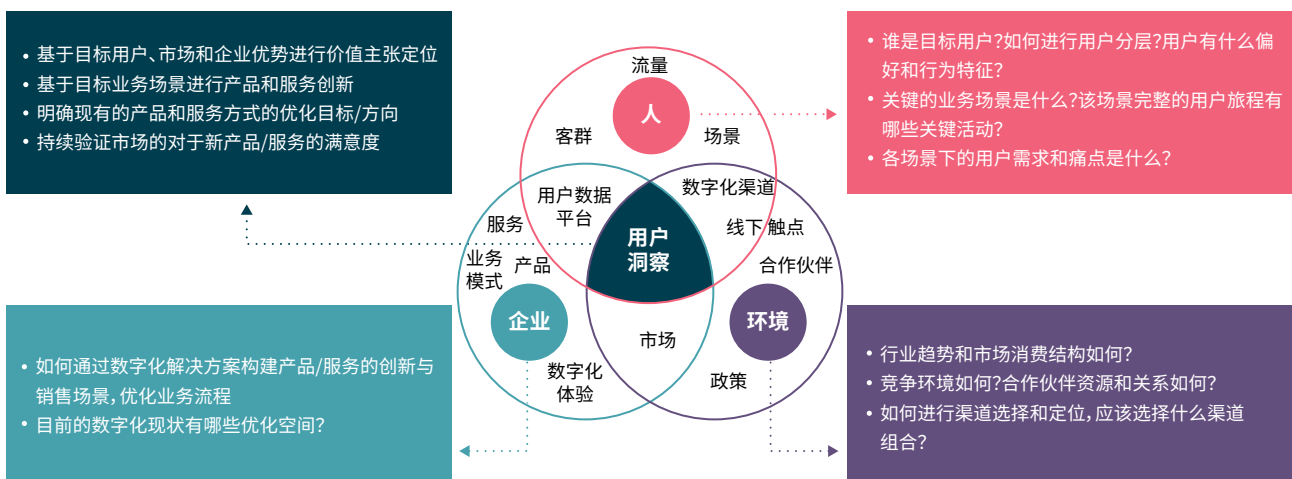 • 基于目标用户、市场和企业优势进行价值主张定位
• 基于目标业务场景进行产品和服务创新
• 明确现有的产品和服务方式的优化目标/方向
• 持续验证市场的对于新产品/服务的满意度
流量
人
客群
场景
• 谁是目标用户?如何进行用户分层?用户有什么偏
好和行为特征?
• 关键的业务场景是什么?该场景完整的用户旅程有
哪些关键活动?
• 各场景下的用户需求和痛点是什么?
用户数据
平台
数字化渠道
服务
线下 触点
用户
洞察
业务
模式
产品
合作伙伴
企业
环境
市场
数字化
体验
政策
• 如何通过数字化解决方案构建产品/服务的创新与
销售场景,优化业务流程
• 目前的数字化现状有哪些优化空间?
• 行业趋势和市场消费结构如何?
• 竞争环境如何?合作伙伴资源和关系如何?
• 如何进行渠道选择和定位,应该选择什么渠道
组合?